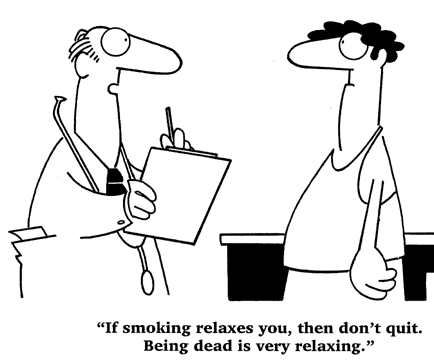 “If smoking relaxes you, then don’t quit.
Being dead is very relaxing.”